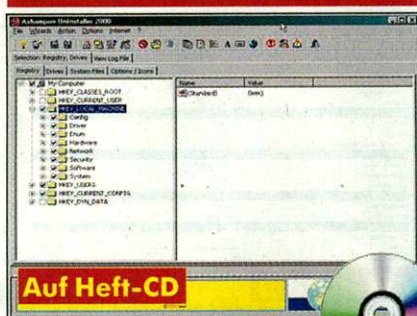 Ashampoo Uninstaller 2000
File Wizards Action Options Internet ?
Selection: Registry, Drives View Log File
Registry Drives System Files Options / Icons
My Computer
HKEY_CLASSES_ROOT
HKEY_CURRENT_USER
HKEY_LOCAL_MACHINE
Config
Driver
Enum
Hardware
Network
Security
Software
System
HKEY_USERS
HKEY_CURRENT_CONFIG
HKEY_DYN_DATA
Name Value
(Standard)
Auf Heft-CD